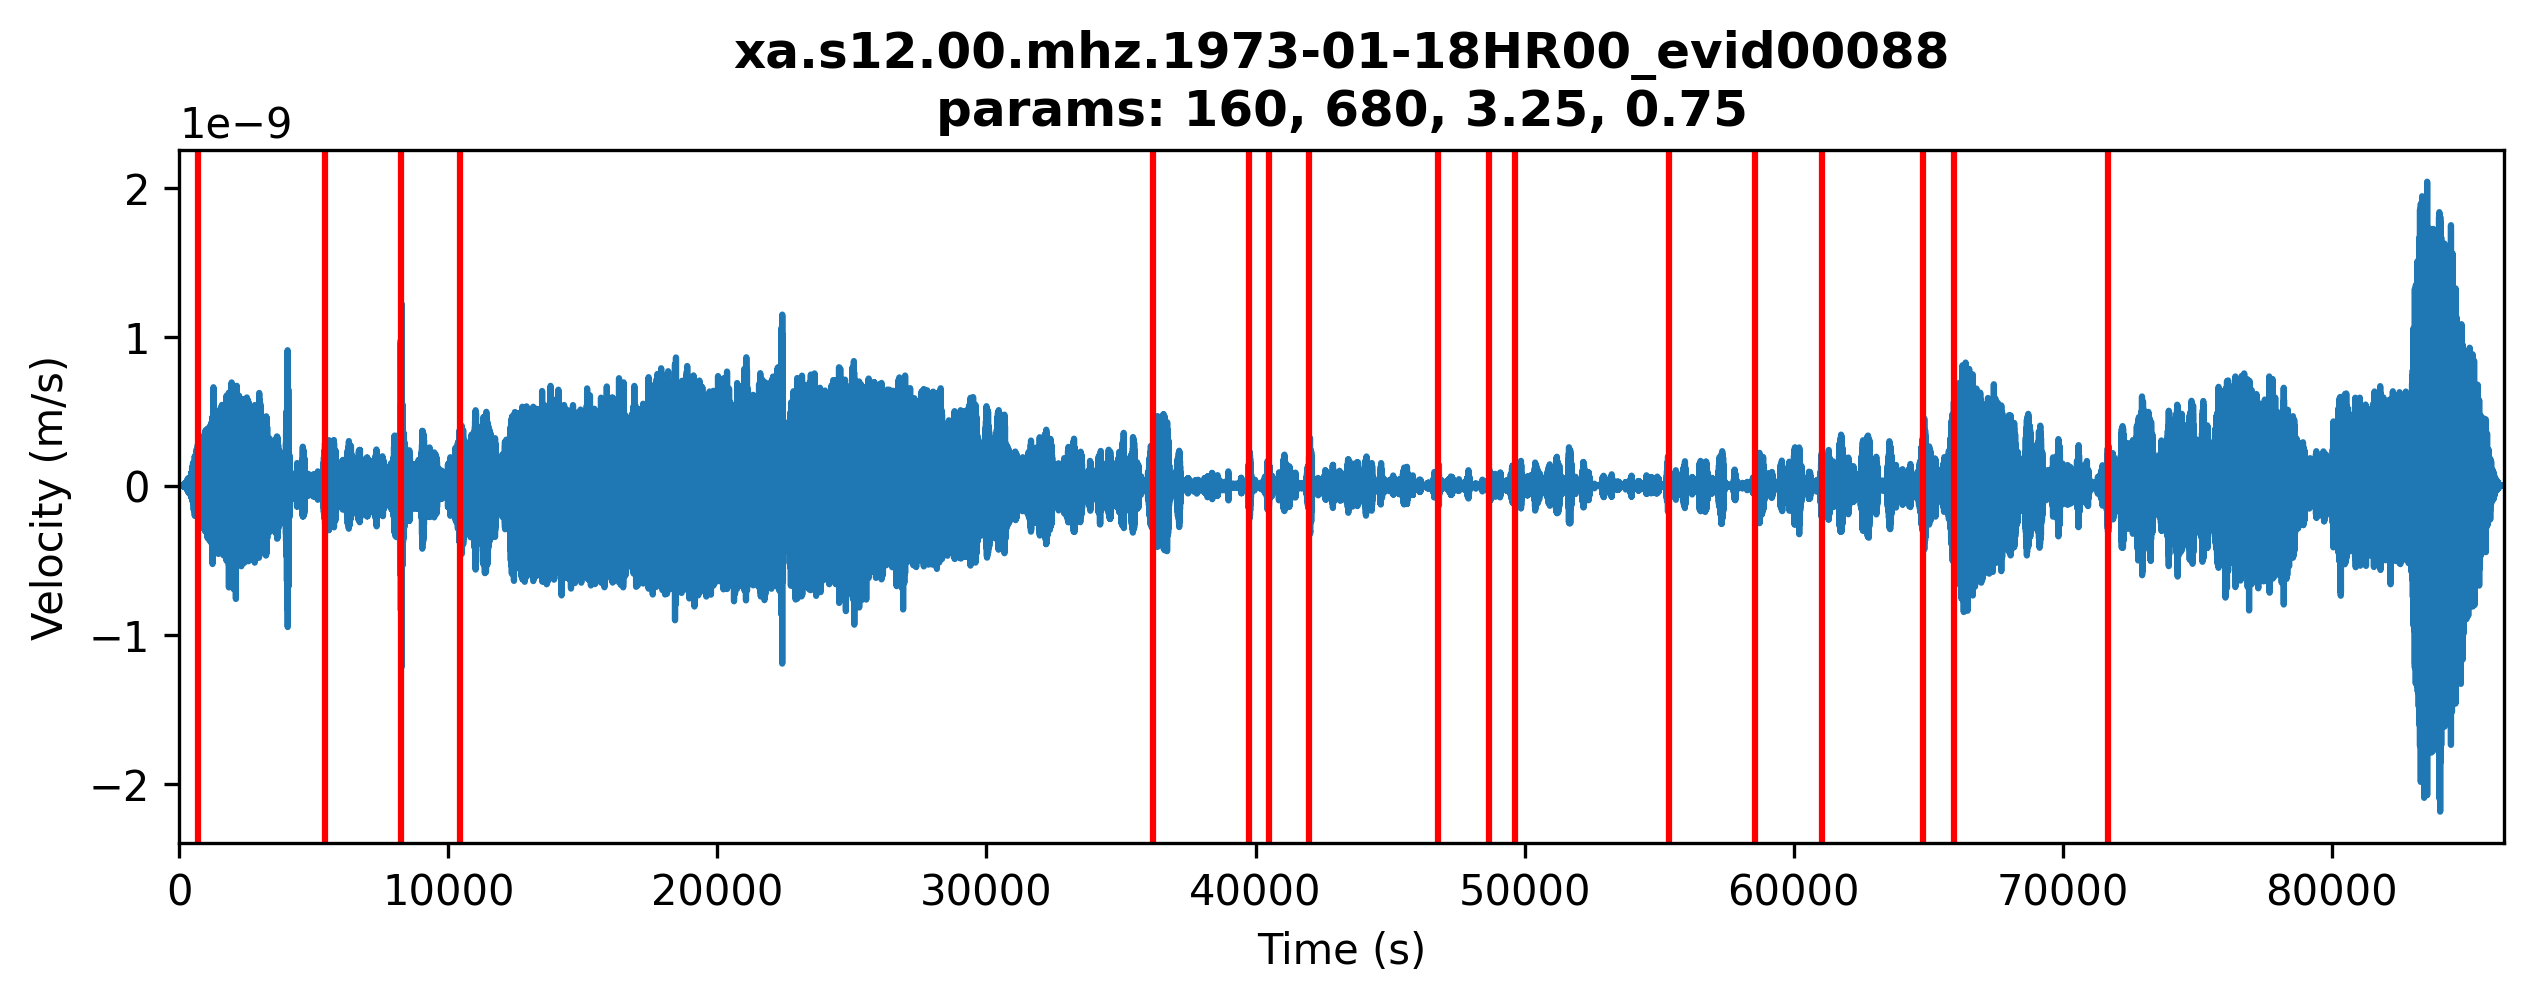 xa.s12.00.mhz.1973-01-18HR00_evid00088
params: 160, 680, 3.25, 0.75
1e−9
2
1
0
−1
−2
Velocity (m/s)
0 10000 20000 30000 40000 50000 60000 70000 80000
Time (s)